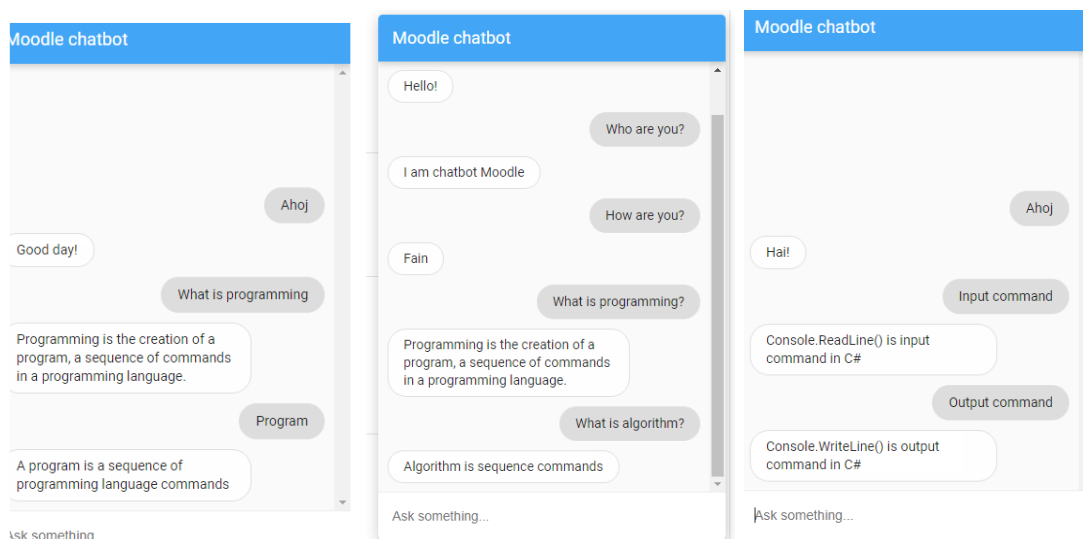 Moodle chatbot
Ahoj
Good day!
What is programming
Programming is the creation of a
program, a sequence of commands
in a programming language.
Program
A program is a sequence of
programming language commands
Ask something
Moodle chatbot
Hello!
Who are you?
I am chatbot Moodle
How are you?
Fain
What is programming?
Programming is the creation of a
program, a sequence of commands
in a programming language.
What is algorithm?
Algorithm is sequence commands
Ask something...
Moodle chatbot
Ahoj
Hai!
Input command
Console.ReadLine() is input
command in C#
Output command
Console.WriteLine() is output
command in C#
Ask something...